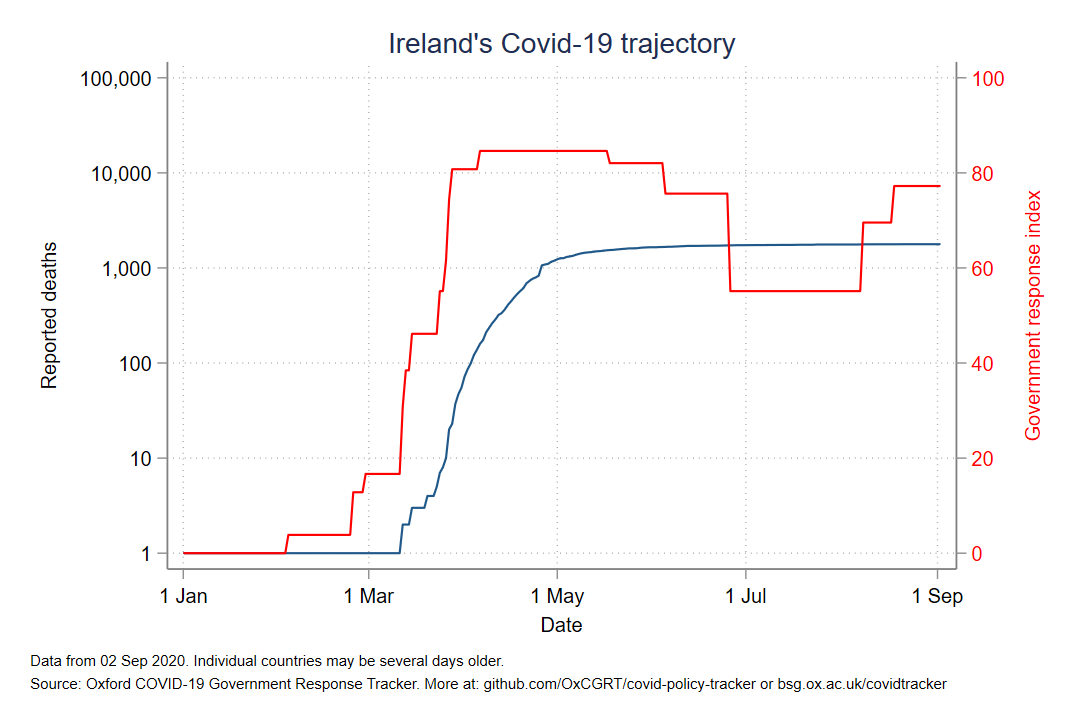 Ireland's Covid-19 trajectory
100,000
10,000
1,000
100
10
1
Reported deaths
100
80
60
40
20
0
Government response index
1 Jan
1 Mar
1 May
1 Jul
1 Sep
Date
Data from 02 Sep 2020. Individual countries may be several days older.
Source: Oxford COVID-19 Government Response Tracker. More at: github.com/OxCGRT/covid-policy-tracker or bsg.ox.ac.uk/covidtracker